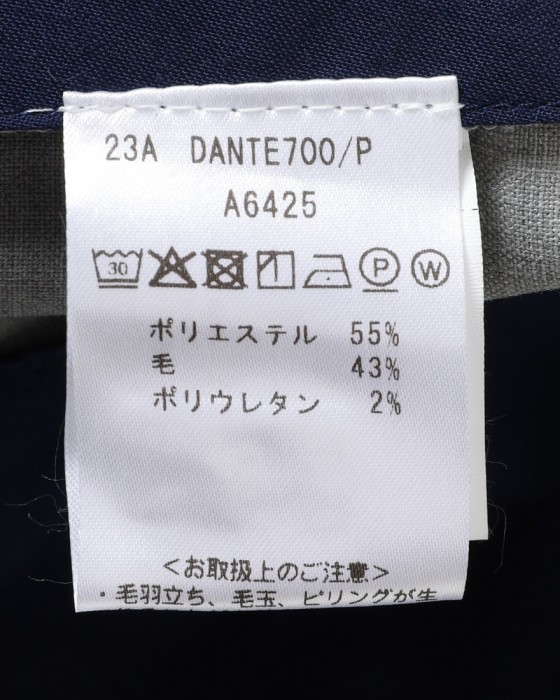 23A DANTE700/P
A6425
30 P W
ポリエステル 55%
毛 43%
ポリウレタン 2%
<お取扱上のご注意>
・毛羽立ち、毛玉、ピリングが生